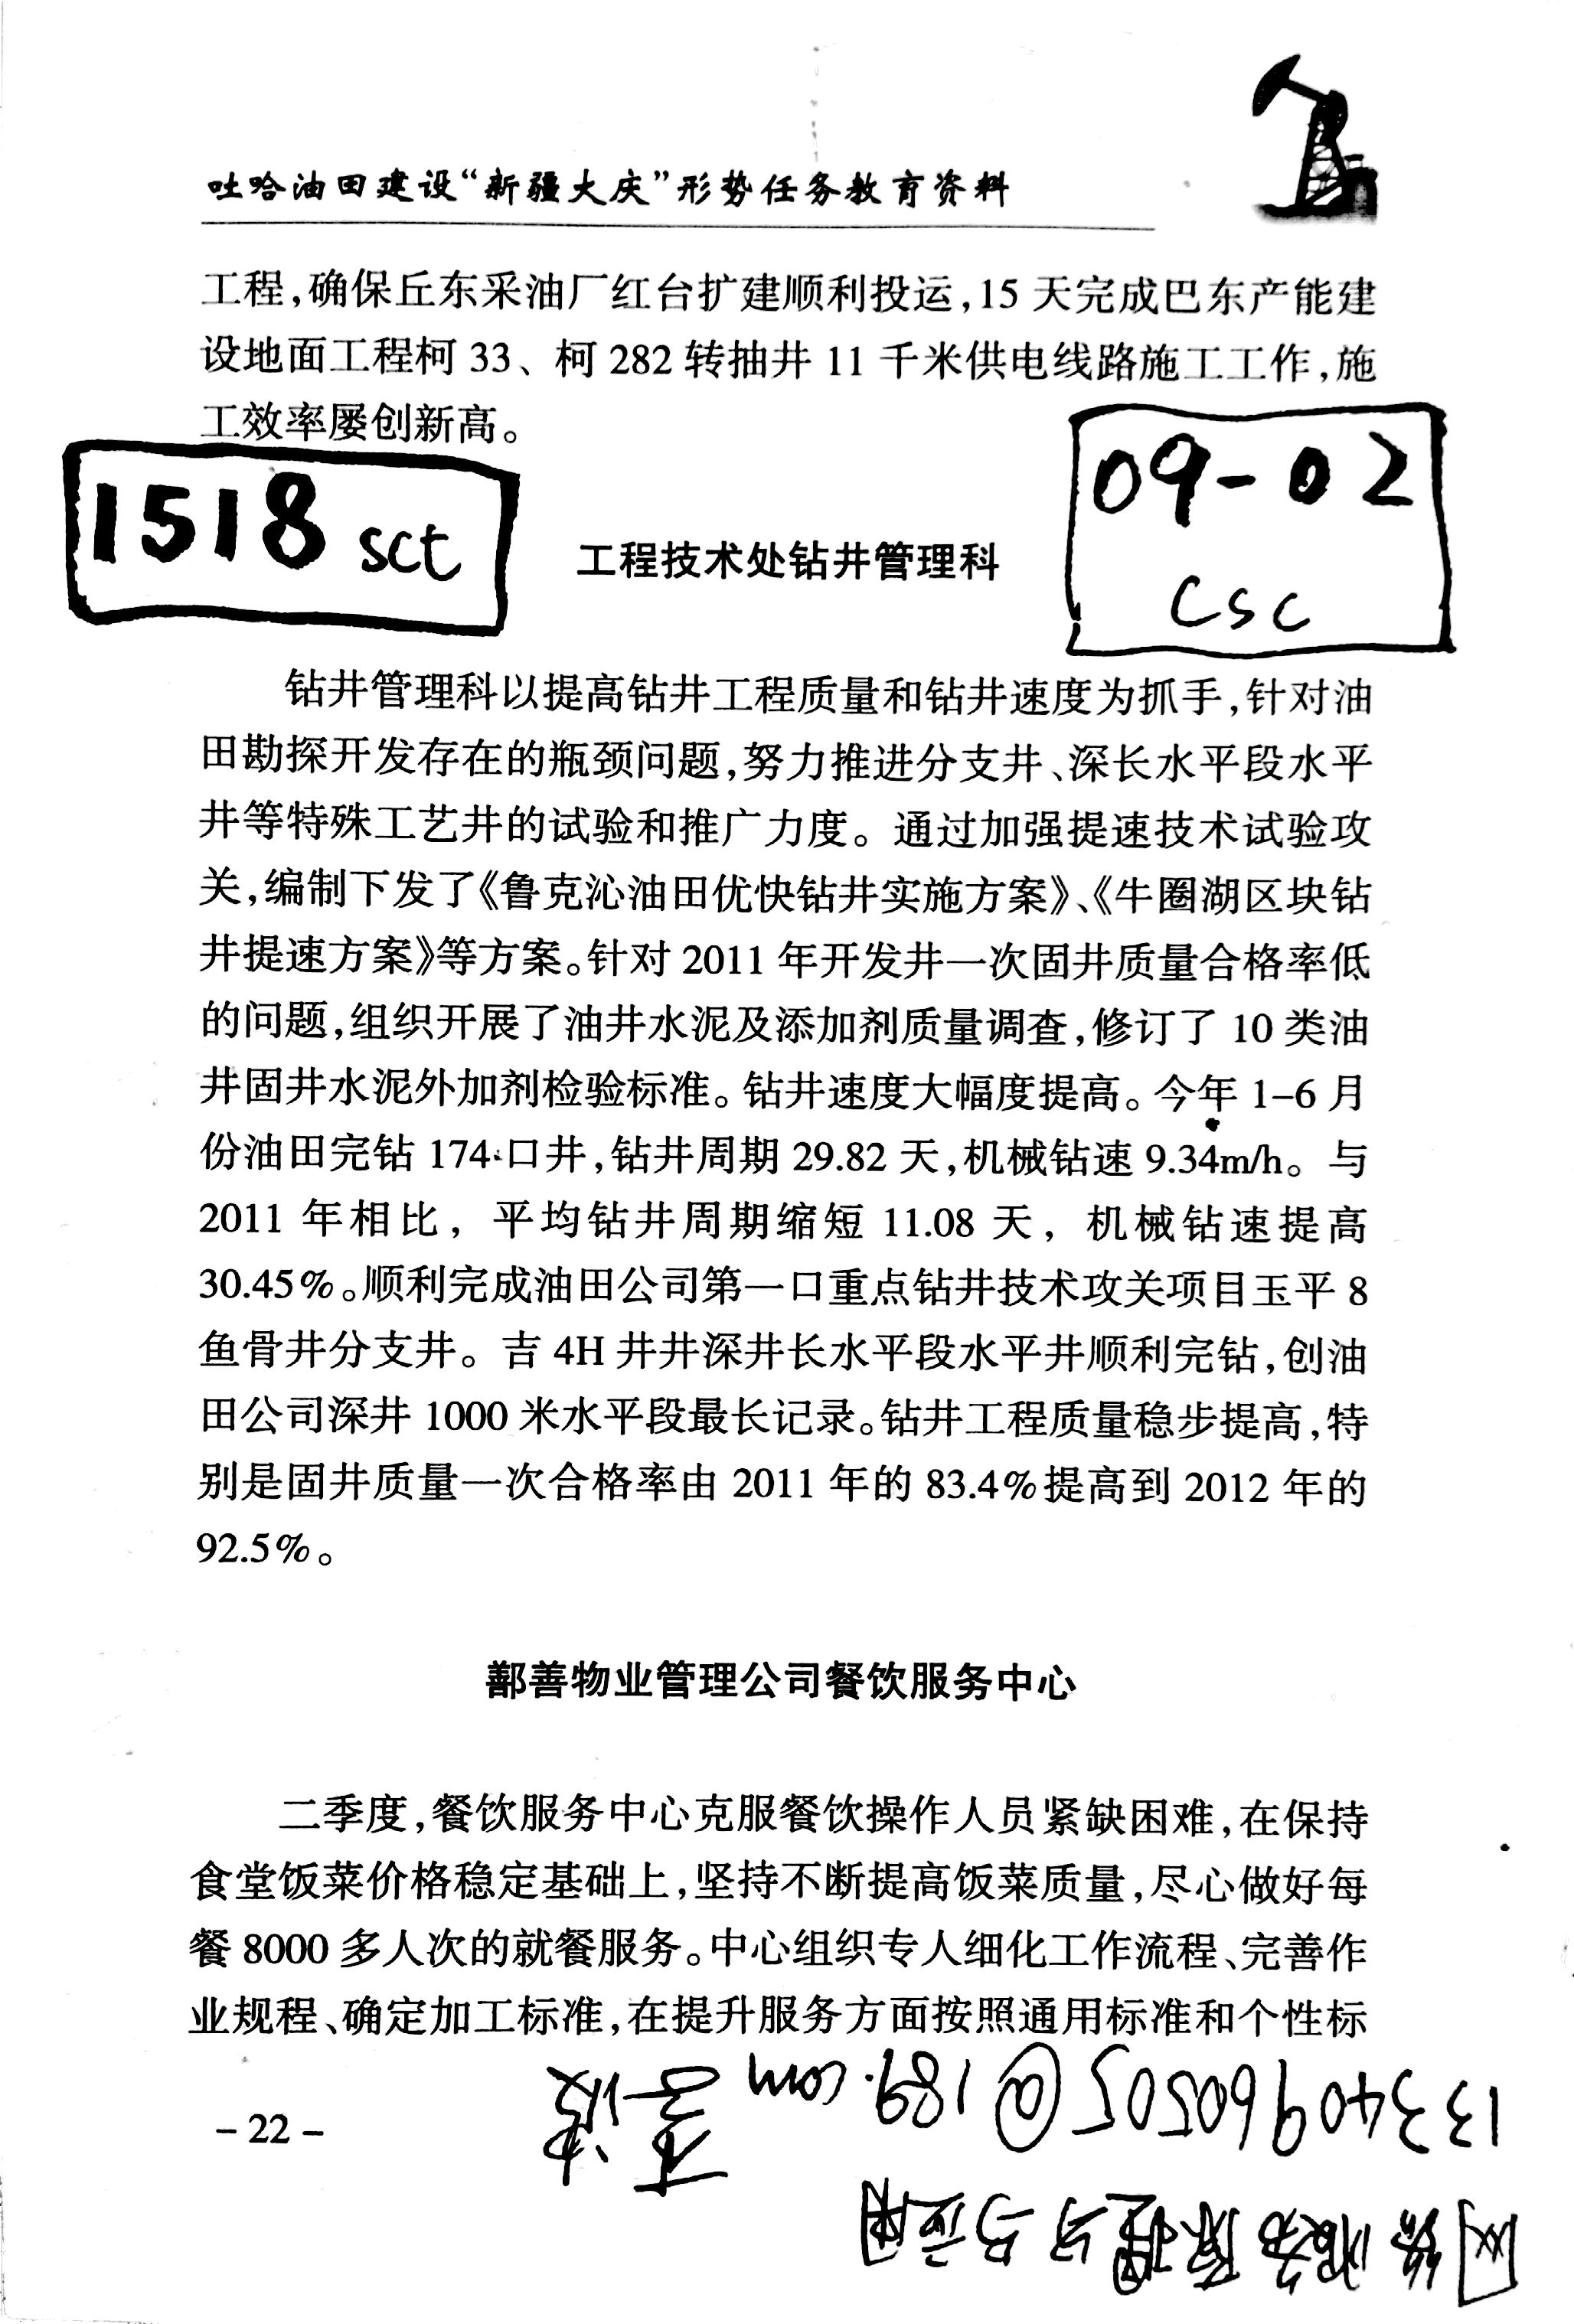 吐哈油田建设“新疆大庆”形势任务教育资料
工程,确保丘东采油厂红台扩建顺利投运,15 天完成巴东产能建
设地面工程柯 33、柯 282 转抽井 11 千米供电线路施工工作,施
工效率屡创新高。
1518 sct
09-02
csc
工程技术处钻井管理科
钻井管理科以提高钻井工程质量和钻井速度为抓手,针对油
田勘探开发存在的瓶颈问题,努力推进分支井、深长水平段水平
井等特殊工艺井的试验和推广力度。通过加强提速技术试验攻
关,编制下发了《鲁克沁油田优快钻井实施方案》、《牛圈湖区块钻
井提速方案》等方案。针对 2011 年开发井一次固井质量合格率低
的问题,组织开展了油井水泥及添加剂质量调查,修订了 10 类油
井固井水泥外加剂检验标准。钻井速度大幅度提高。今年 1-6 月
份油田完钻 174 口井,钻井周期 29.82 天,机械钻速 9.34m/h。与
2011 年相比，平均钻井周期缩短 11.08 天，机械钻速提高
30.45%。顺利完成油田公司第一口重点钻井技术攻关项目玉平 8
鱼骨井分支井。吉 4H 井井深井长水平段水平井顺利完钻,创油
田公司深井 1000 米水平段最长记录。钻井工程质量稳步提高,特
别是固井质量一次合格率由 2011 年的 83.4%提高到 2012 年的
92.5%。
鄯善物业管理公司餐饮服务中心
二季度,餐饮服务中心克服餐饮操作人员紧缺困难,在保持
食堂饭菜价格稳定基础上,坚持不断提高饭菜质量,尽心做好每
餐 8000 多人次的就餐服务。中心组织专人细化工作流程、完善作
业规程、确定加工标准,在提升服务方面按照通用标准和个性标
- 22 -
网络服务原理与应用
13340960505@189.com